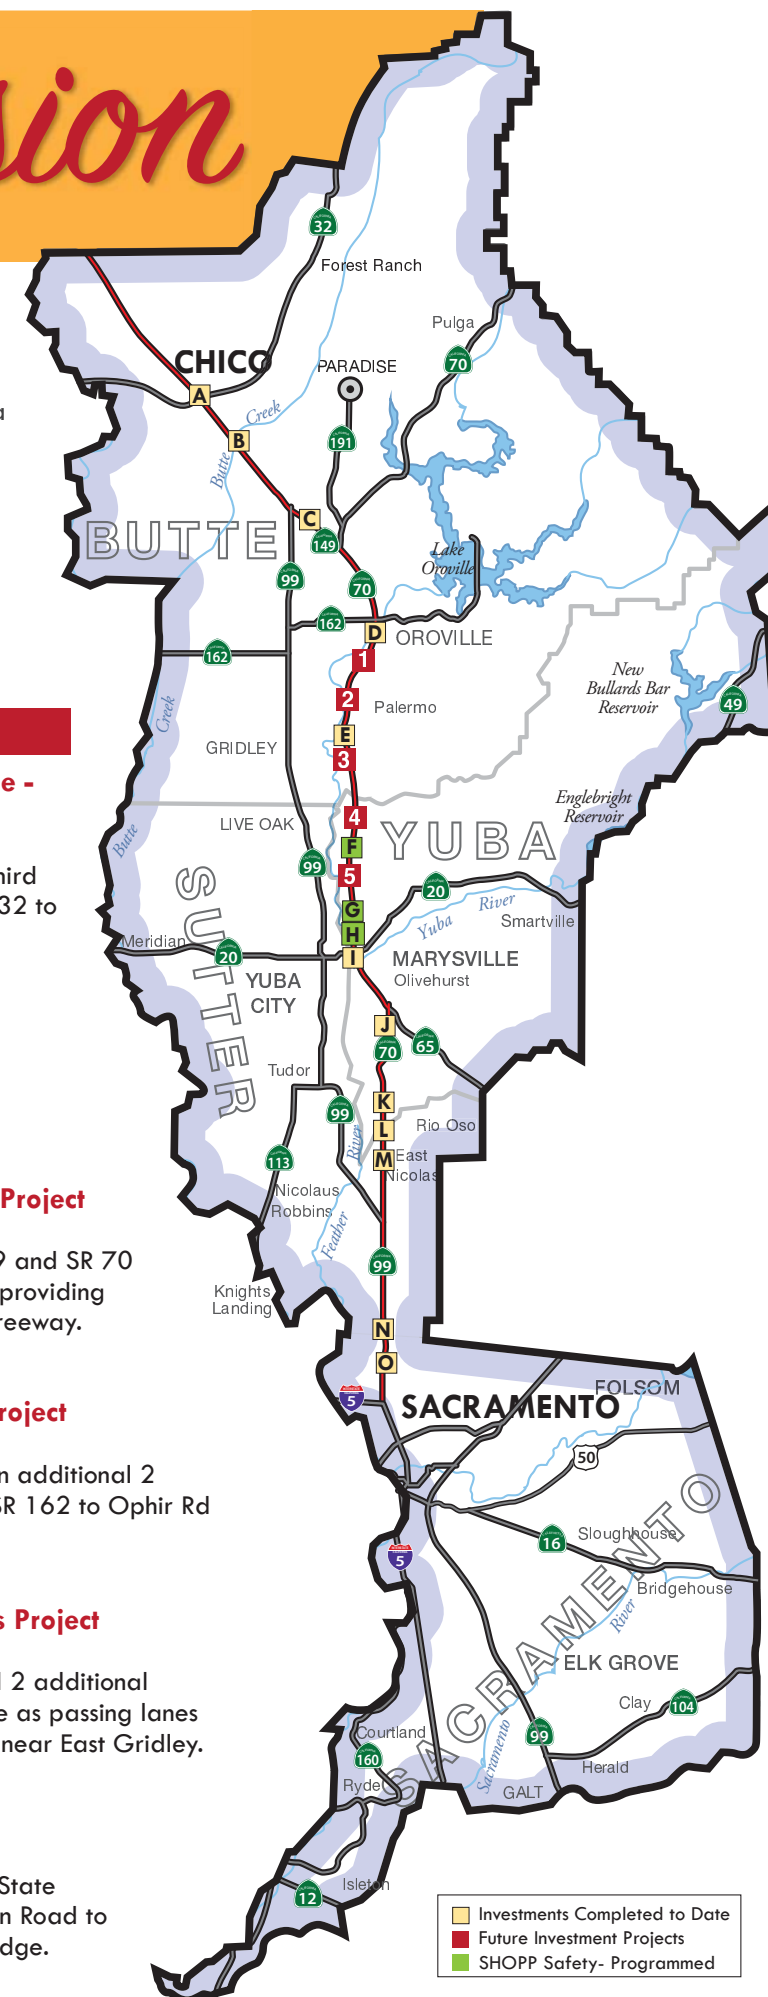 sion
32
Forest Ranch
Pulga
CHICO
PARADISE
70
A
a
Creek
B
191
Butte
C
BUTTE
149
Lake
Oroville
99
70
162
D
OROVILLE
162
1
New
Bullards Bar
Reservoir
2
Palermo
49
Creek
E
GRIDLEY
3
e -
Englebright
Reservoir
4
LIVE OAK
YUBA
Butte
F
99
hird
5
20
SUTTER
River
32 to
G
Yuba
Smartville
H
Meridian
20
I
MARYSVILLE
YUBA
CITY
Olivehurst
J
70
65
Tudor
K
99
L
Rio Oso
River
113
M
East
Nicolas
Project
Nicolaus
Robbins
Feather
9 and SR 70
99
providing
Knights
Landing
reeway.
N
O
5
FOLSOM
roject
SACRAMENTO
50
n additional 2
SR 162 to Ophir Rd
SACRAMENTO
16
Sloughhouse
5
Bridgehouse
River
s Project
ELK GROVE
l 2 additional
Clay
104
e as passing lanes
Courtland
99
near East Gridley.
160
Sacramento
Herald
Ryde
GALT
State
Isleton
12
n Road to
dge.
Investments Completed to Date
Future Investment Projects
SHOPP Safety- Programmed